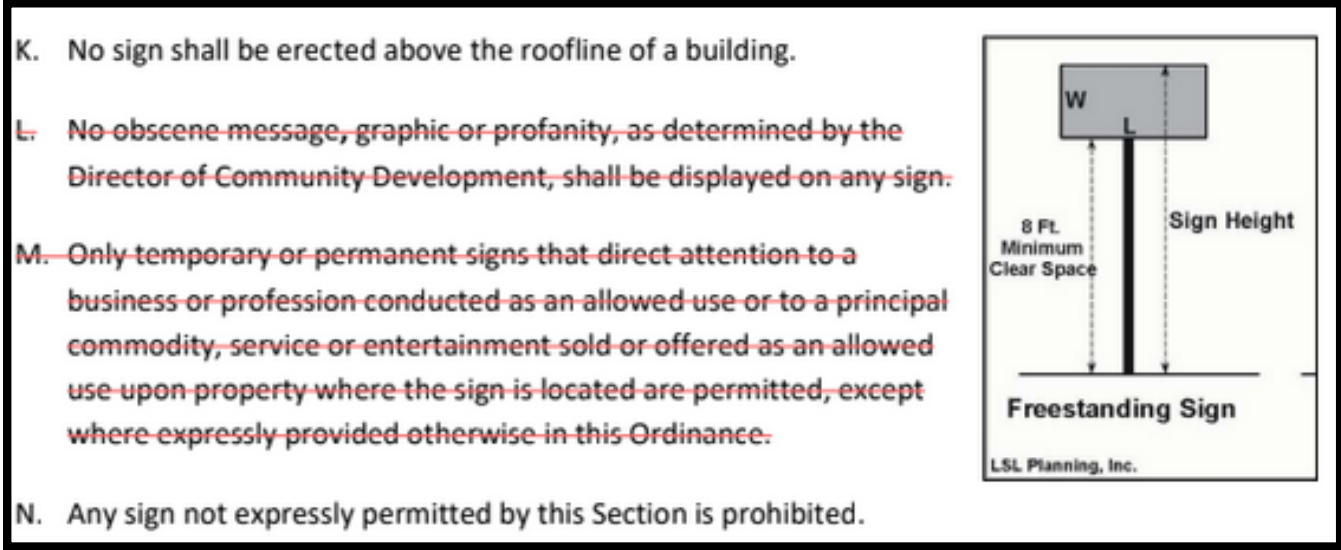 K. No sign shall be erected above the roofline of a building.
L. No obscene message, graphic or profanity, as determined by the
Director of Community Development, shall be displayed on any sign.
M. Only temporary or permanent signs that direct attention to a
business or profession conducted as an allowed use or to a principal
commodity, service or entertainment sold or offered as an allowed
use upon property where the sign is located are permitted, except
where expressly provided otherwise in this Ordinance.
N. Any sign not expressly permitted by this Section is prohibited.
W
L
8 Ft.
Minimum
Clear Space
Sign Height
Freestanding Sign
LSL Planning, Inc.